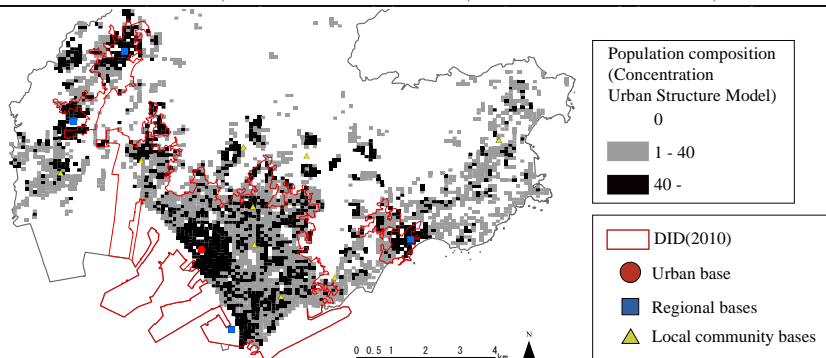 Population composition
(Concentration
Urban Structure Model)
0
1 - 40
40 -
DID(2010)
Urban base
Regional bases
Local community bases
N
0 0.5 1 2 3 4
km